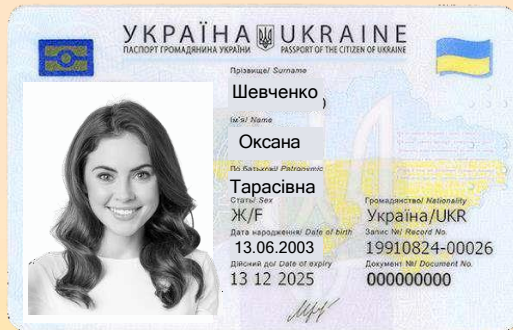 УКРАЇНА UKRAINE
ПАСПОРТ ГРОМАДЯНИНА УКРАЇНИ PASSPORT OF THE CITIZEN OF UKRAINE
Прізвище/ Surname
Шевченко
Ім'я/ Name
Оксана
По батькові/ Patronymic
Тарасівна
Стать/ Sex Громадянство/ Nationality
Ж/F Україна/UKR
Дата народження/ Date of birth Запис №/ Record No.
13.06.2003 19910824-00026
Дійсний до/ Date of expiry Документ №/ Document No.
13 12 2025 000000000